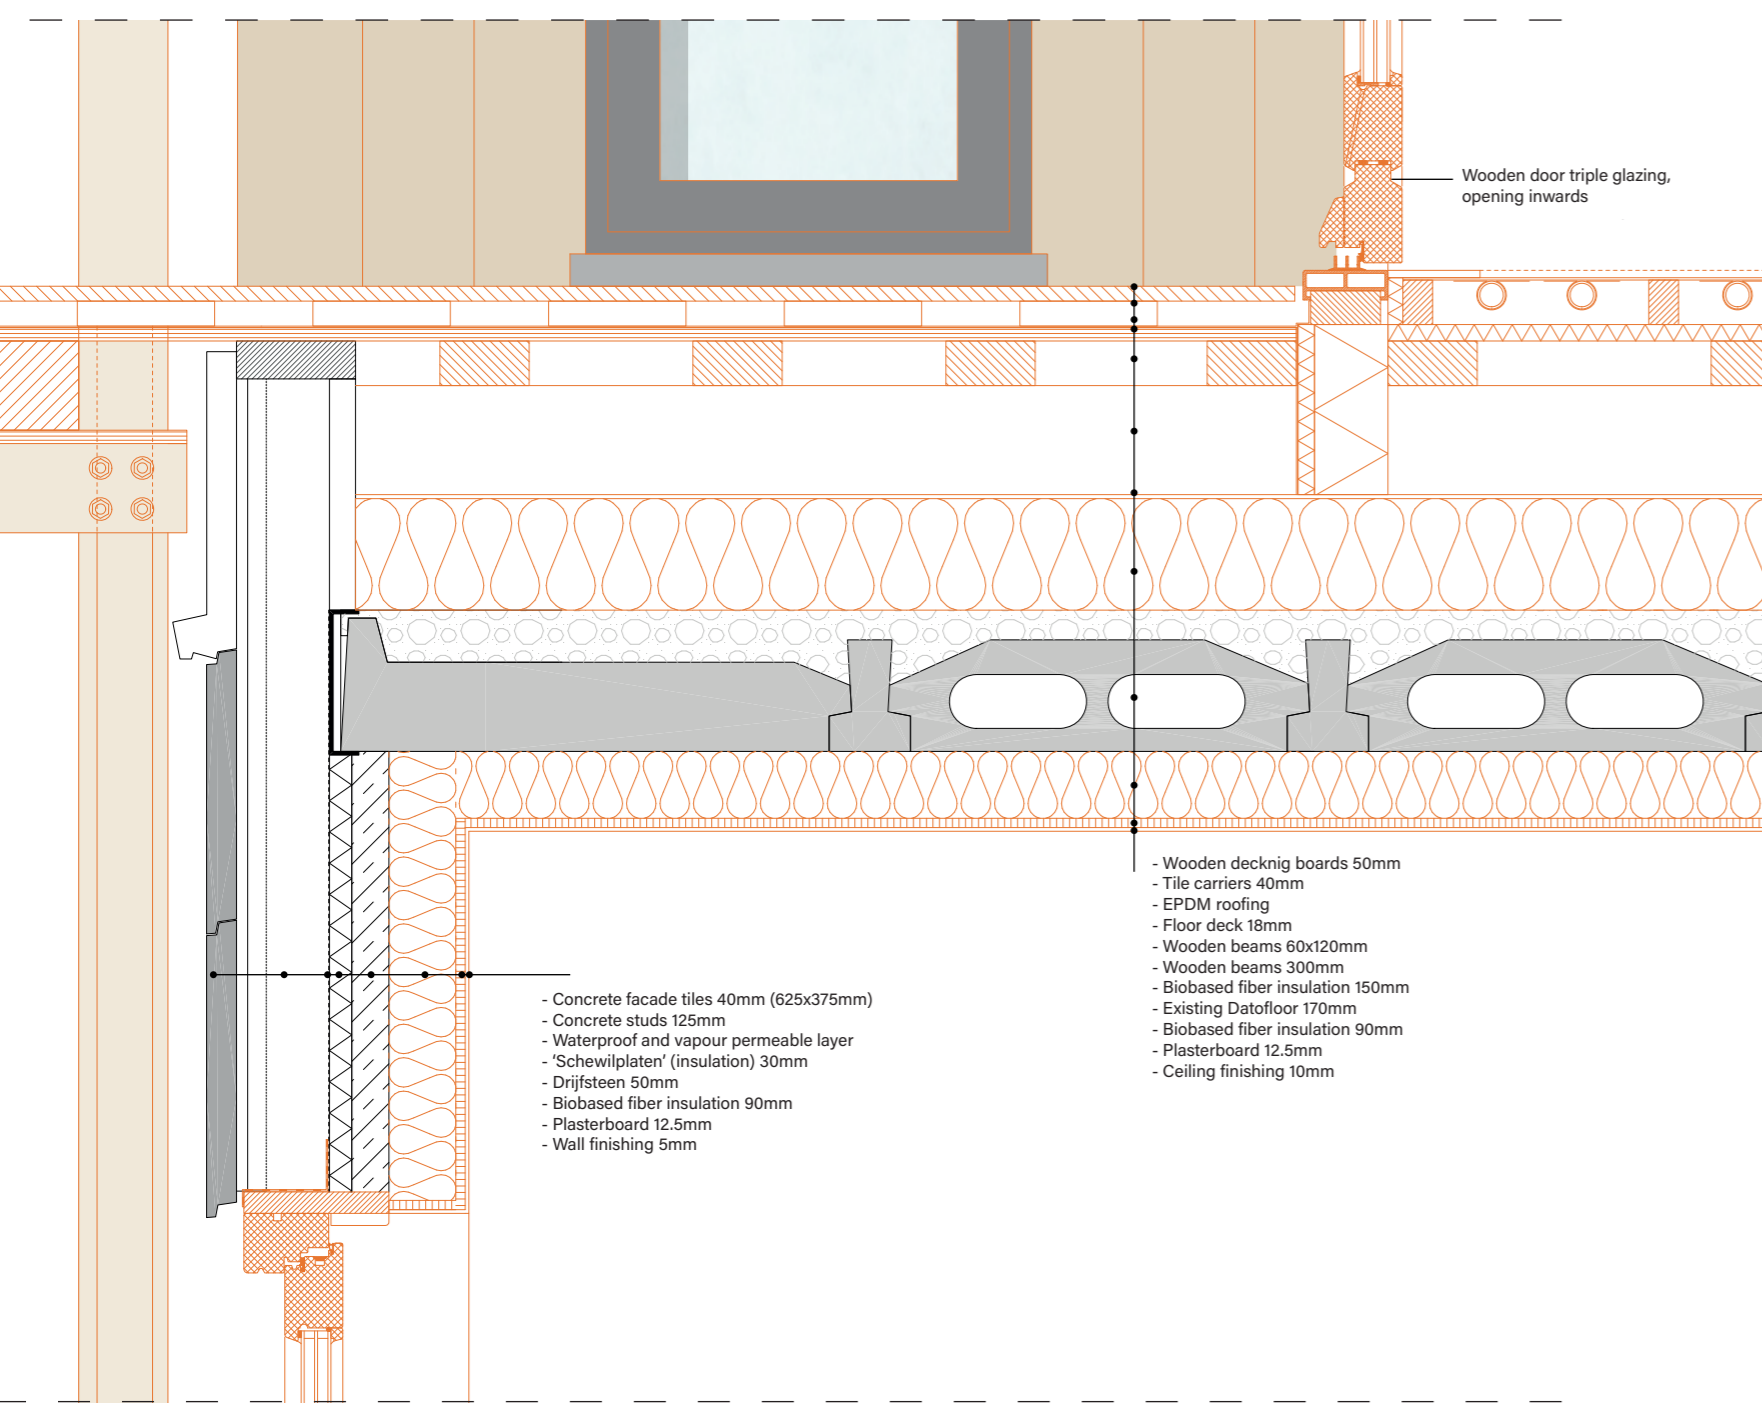 Wooden door triple glazing,
opening inwards
- Wooden decknig boards 50mm
- Tile carriers 40mm
- EPDM roofing
- Floor deck 18mm
- Wooden beams 60x120mm
- Wooden beams 300mm
- Biobased fiber insulation 150mm
- Existing Datofloor 170mm
- Biobased fiber insulation 90mm
- Plasterboard 12.5mm
- Ceiling finishing 10mm
- Concrete facade tiles 40mm (625x375mm)
- Concrete studs 125mm
- Waterproof and vapour permeable layer
- ‘Schewilplaten’ (insulation) 30mm
- Drijfsteen 50mm
- Biobased fiber insulation 90mm
- Plasterboard 12.5mm
- Wall finishing 5mm